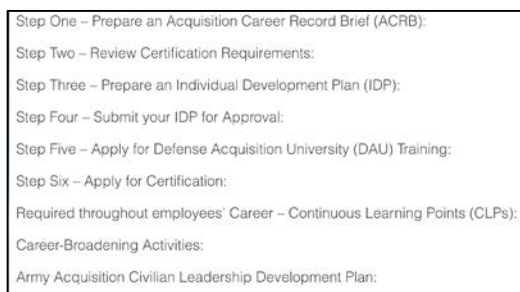 Step One – Prepare an Acquisition Career Record Brief (ACRB):
Step Two – Review Certification Requirements:
Step Three – Prepare an Individual Development Plan (IDP):
Step Four – Submit your IDP for Approval:
Step Five – Apply for Defense Acquisition University (DAU) Training:
Step Six – Apply for Certification:
Required throughout employees' Career – Continuous Learning Points (CLPs):
Career-Broadening Activities:
Army Acquisition Civilian Leadership Development Plan: